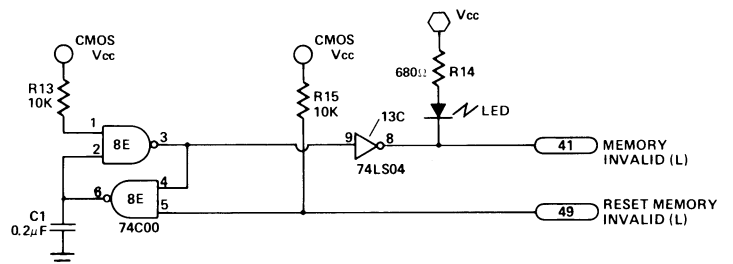 CMOS
Vcc
R13
10K
1
2
8E
3
6
8E
4
5
74C00
C1
0.2µF
CMOS
Vcc
R15
10K
9
13C
8
74LS04
Vcc
680Ω
R14
LED
41
MEMORY
INVALID (L)
49
RESET MEMORY
INVALID (L)